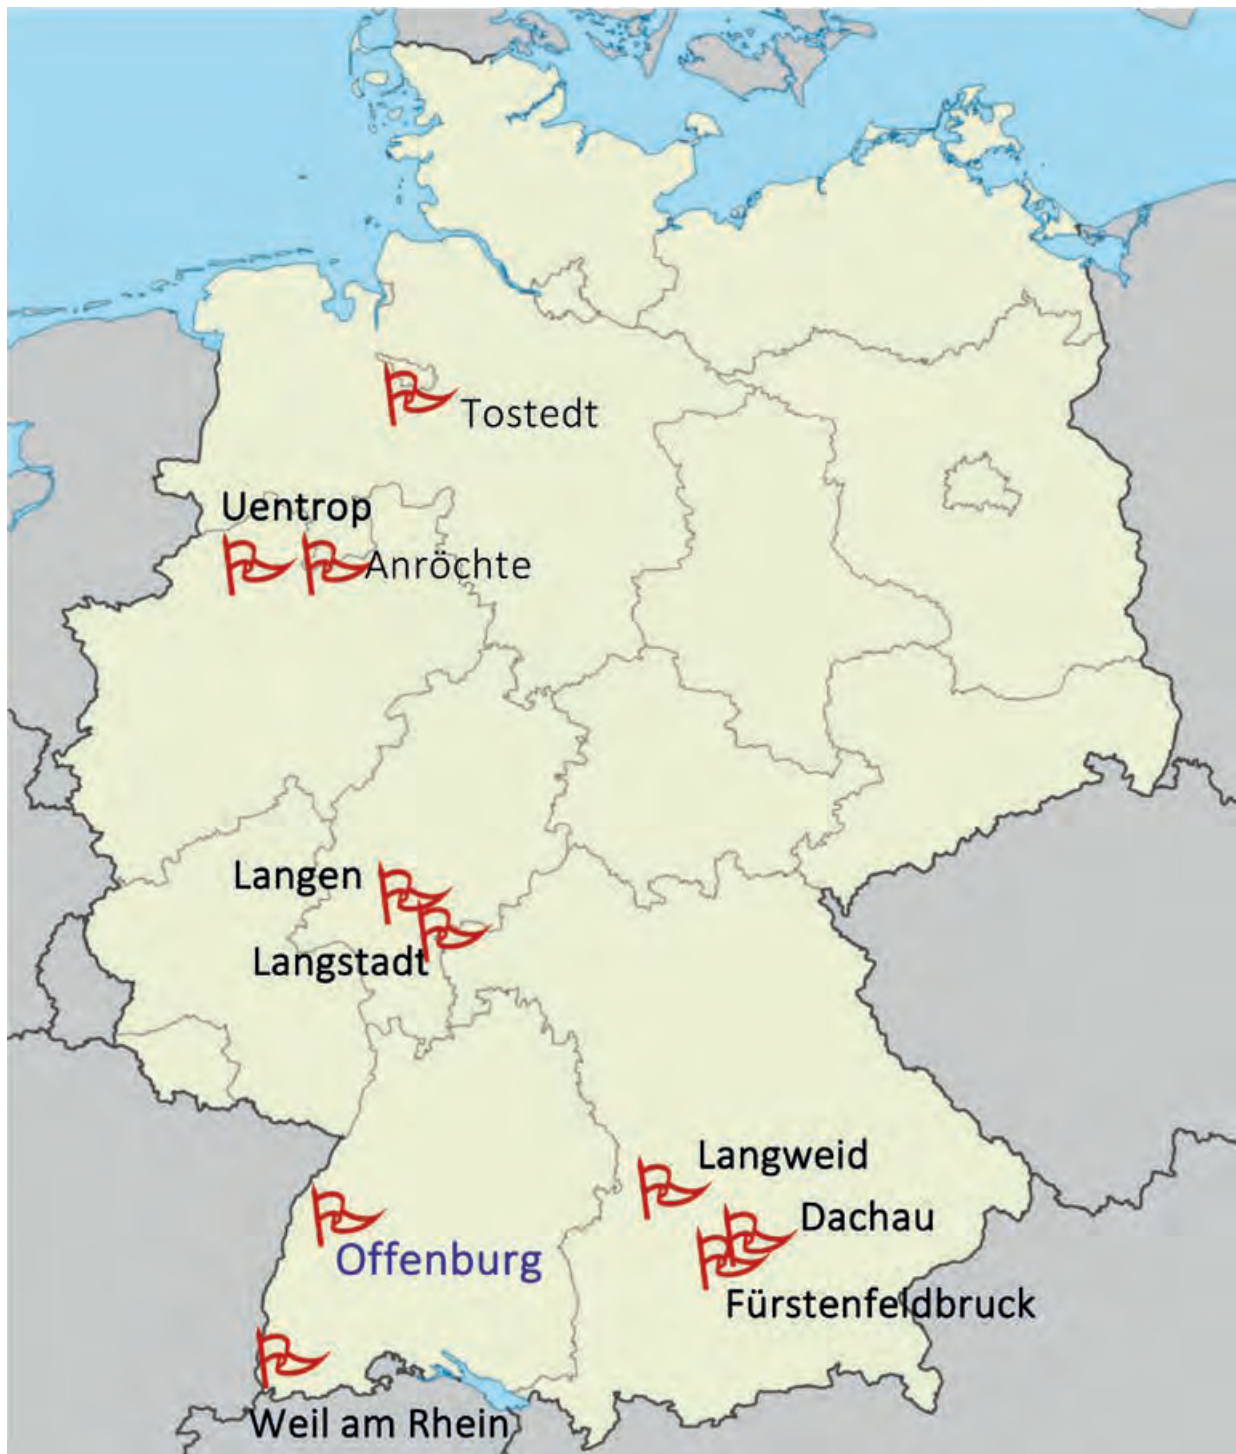 Tostedt
Uentrop
Anröchte
Langen
Langstadt
Langweid
Dachau
Offenburg
Fürstenfeldbruck
Weil am Rhein